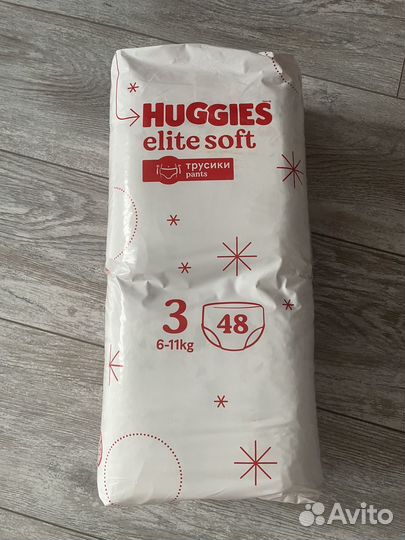 HUGGIES
elite soft
трусики
pants
3
48
6-11kg
Avito